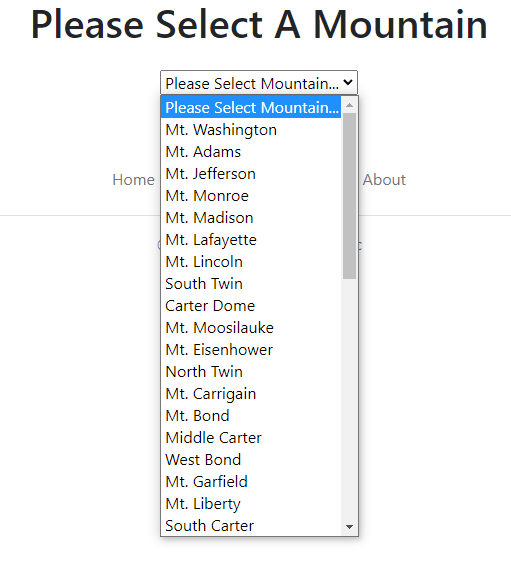 Please Select A Mountain
Please Select Mountain...
Please Select Mountain...
Mt. Washington
Mt. Adams
Mt. Jefferson
Mt. Monroe
Mt. Madison
Mt. Lafayette
Mt. Lincoln
South Twin
Carter Dome
Mt. Moosilauke
Mt. Eisenhower
North Twin
Mt. Carrigain
Mt. Bond
Middle Carter
West Bond
Mt. Garfield
Mt. Liberty
South Carter
Home About